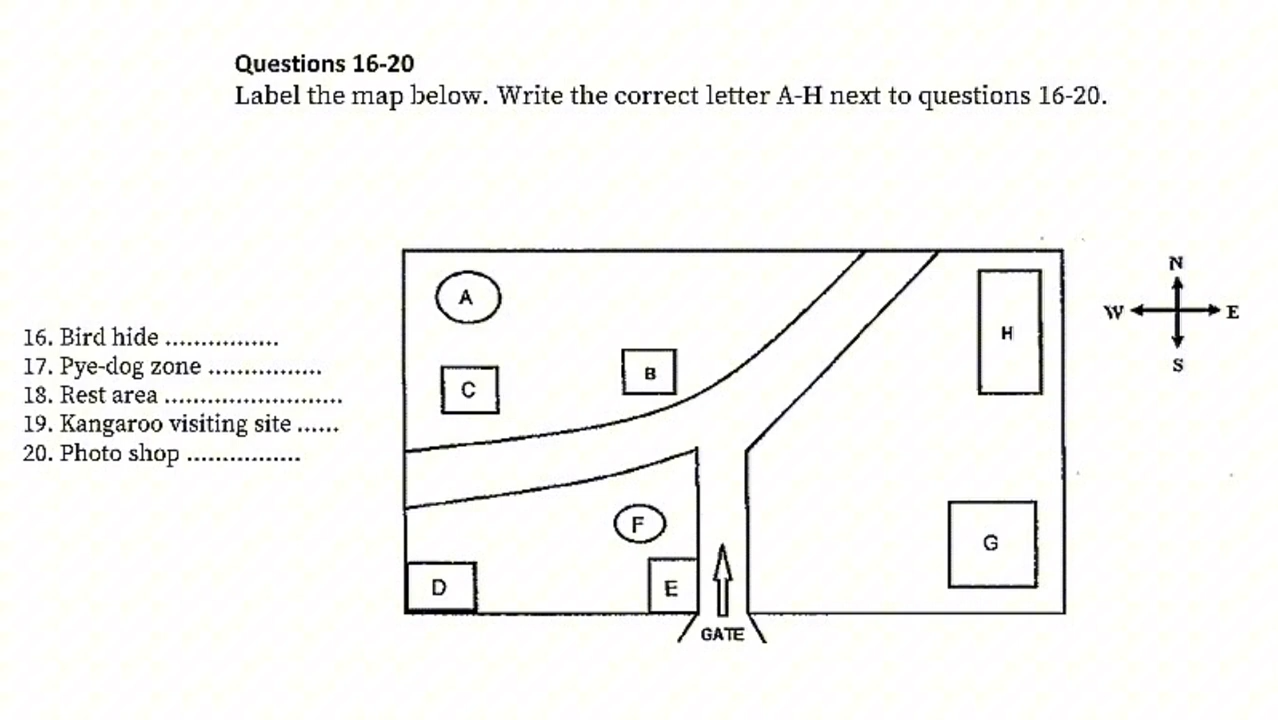 Questions 16-20
Label the map below. Write the correct letter A-H next to questions 16-20.
16. Bird hide ................
17. Pye-dog zone ................
18. Rest area .........................
19. Kangaroo visiting site ......
20. Photo shop ................
A
B
C
H
N
W E
S
F
G
D
E
GATE